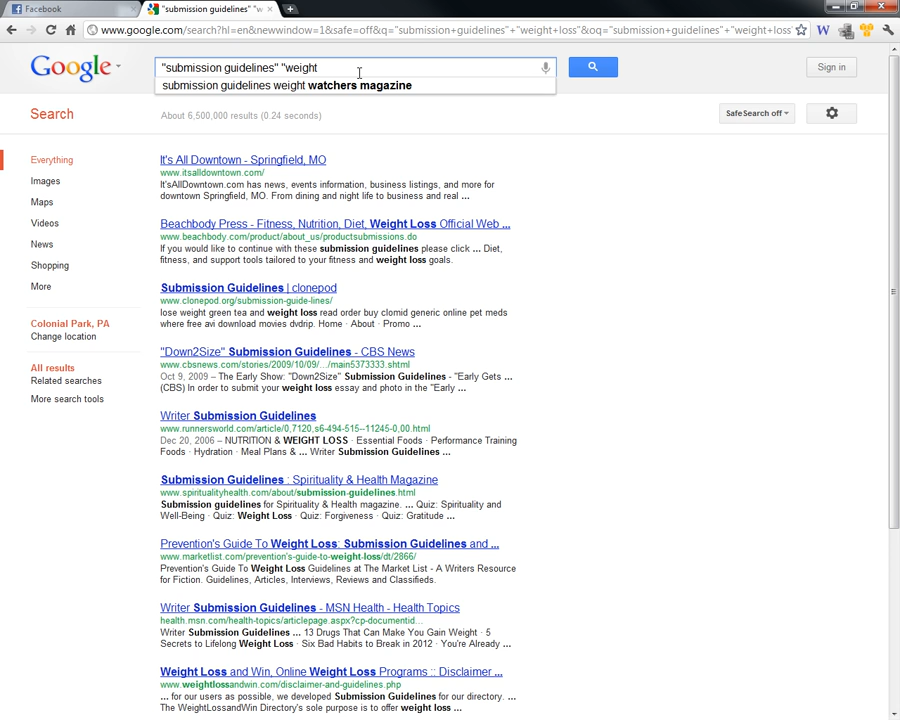 Facebook
"submission guidelines" "w
www.google.com/search?hl=en&newwindow=1&safe=off&q="submission+guidelines"+"weight+loss"&oq="submission+guidelines"+"weight+loss"
Google
"submission guidelines" "weight
submission guidelines weight watchers magazine
Sign in
Search
About 6,500,000 results (0.24 seconds)
SafeSearch off
Everything
Images
Maps
Videos
News
Shopping
More
Colonial Park, PA
Change location
All results
Related searches
More search tools
It's All Downtown - Springfield, MO
www.itsalldowntown.com/
It'sAllDowntown.com has news, events information, business listings, and more for
downtown Springfield, MO. From dining and night life to business and real ...
Beachbody Press - Fitness, Nutrition, Diet, Weight Loss Official Web ...
www.beachbody.com/product/about_us/productsubmissions.do
If you would like to continue with these submission guidelines please click ... Diet,
fitness, and support tools tailored to your fitness and weight loss goals.
Submission Guidelines | clonepod
www.clonepod.org/submission-guide-lines/
lose weight green tea and weight loss read order buy clomid generic online pet meds
where free avi download movies dvdrip. Home · About · Promo ...
"Down2Size" Submission Guidelines - CBS News
www.cbsnews.com/stories/2009/10/09/.../main5373333.shtml
Oct 9, 2009 – The Early Show: "Down2Size" Submission Guidelines - "Early Gets ...
(CBS) In order to submit your weight loss essay and photo in the "Early ...
Writer Submission Guidelines
www.runnersworld.com/article/0,7120,s6-494-515--11245-0,00.html
Dec 20, 2006 – NUTRITION & WEIGHT LOSS · Essential Foods · Performance Training
Foods · Hydration · Meal Plans & ... Writer Submission Guidelines ...
Submission Guidelines : Spirituality & Health Magazine
www.spiritualityhealth.com/about/submission-guidelines.html
Submission guidelines for Spirituality & Health magazine. ... Quiz: Spirituality and
Well-Being · Quiz: Weight Loss · Quiz: Forgiveness · Quiz: Gratitude ...
Prevention's Guide To Weight Loss: Submission Guidelines and ...
www.marketlist.com/prevention's-guide-to-weight-loss/dt/2866/
Prevention's Guide To Weight Loss Guidelines at The Market List - A Writers Resource
for Fiction. Guidelines, Articles, Interviews, Reviews and Classifieds.
Writer Submission Guidelines - MSN Health - Health Topics
health.msn.com/health-topics/articlepage.aspx?cp-documentid...
Writer Submission Guidelines ... 13 Drugs That Can Make You Gain Weight · 5
Secrets to Lifelong Weight Loss · Six Bad Habits to Break in 2012 · You're Already ...
Weight Loss and Win, Online Weight Loss Programs :: Disclaimer ...
www.weightlossandwin.com/disclaimer-and-guidelines.php
... for our users as possible, we developed Submission Guidelines for our directory. ...
The WeightLossandWin Directory's sole purpose is to offer weight loss ...